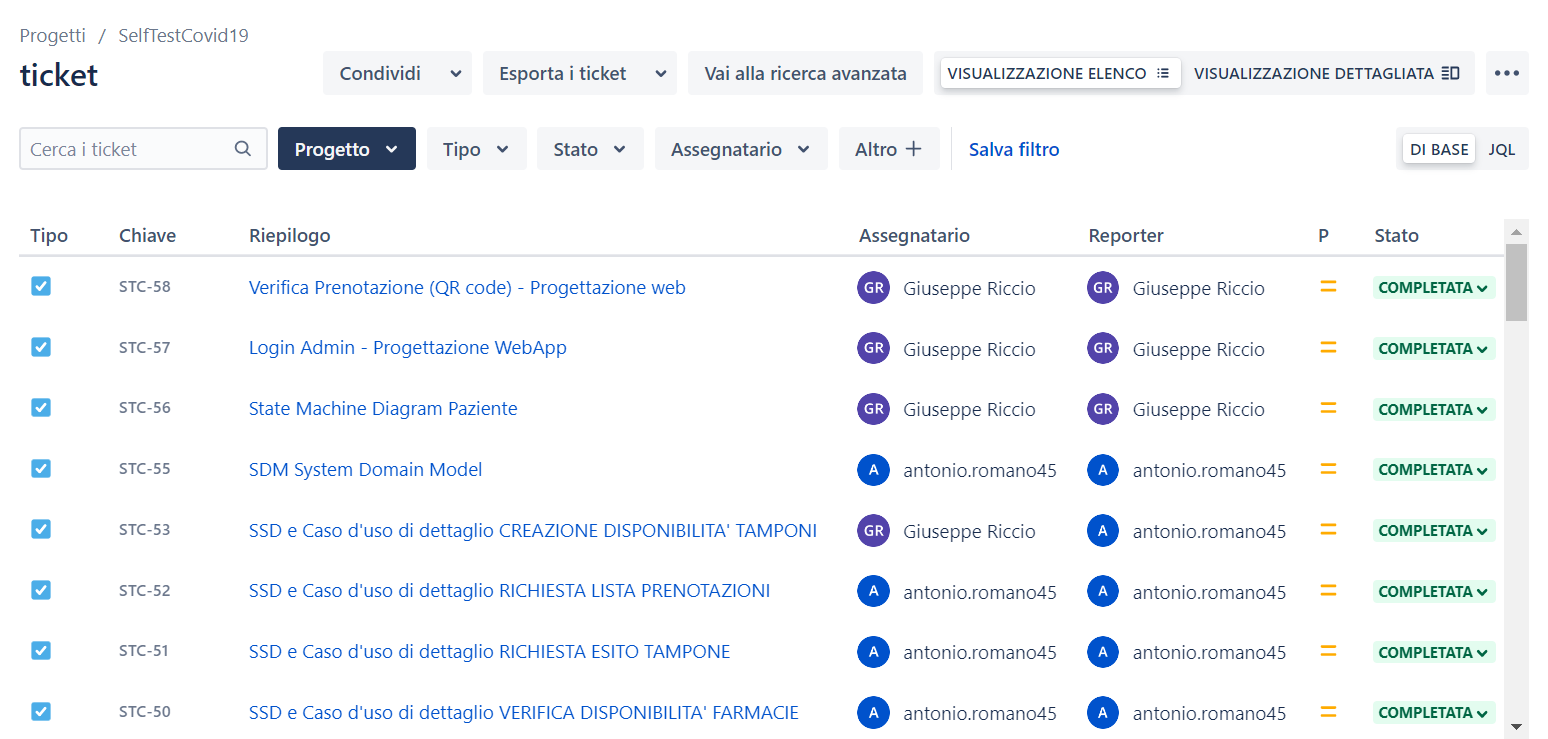 Progetti / SelfTestCovid19
ticket
Condividi Esporta i ticket Vai alla ricerca avanzata VISUALIZZAZIONE ELENCO VISUALIZZAZIONE DETTAGLIATA
Cerca i ticket Progetto Tipo Stato Assegnatario Altro + Salva filtro DI BASE JQL
Tipo Chiave Riepilogo Assegnatario Reporter P Stato
STC-58 Verifica Prenotazione (QR code) - Progettazione web GR Giuseppe Riccio GR Giuseppe Riccio COMPLETATA
STC-57 Login Admin - Progettazione WebApp GR Giuseppe Riccio GR Giuseppe Riccio COMPLETATA
STC-56 State Machine Diagram Paziente GR Giuseppe Riccio GR Giuseppe Riccio COMPLETATA
STC-55 SDM System Domain Model A antonio.romano45 A antonio.romano45 COMPLETATA
STC-53 SSD e Caso d'uso di dettaglio CREAZIONE DISPONIBILITA' TAMPONI GR Giuseppe Riccio A antonio.romano45 COMPLETATA
STC-52 SSD e Caso d'uso di dettaglio RICHIESTA LISTA PRENOTAZIONI A antonio.romano45 A antonio.romano45 COMPLETATA
STC-51 SSD e Caso d'uso di dettaglio RICHIESTA ESITO TAMPONE A antonio.romano45 A antonio.romano45 COMPLETATA
STC-50 SSD e Caso d'uso di dettaglio VERIFICA DISPONIBILITA' FARMACIE A antonio.romano45 A antonio.romano45 COMPLETATA